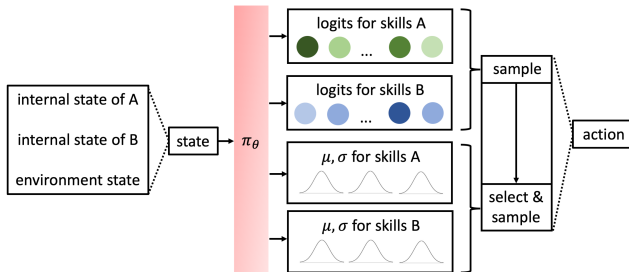 internal state of A
internal state of B
environment state
state
π_θ
logits for skills A
...
logits for skills B
...
μ, σ for skills A
μ, σ for skills B
sample
select &
sample
action